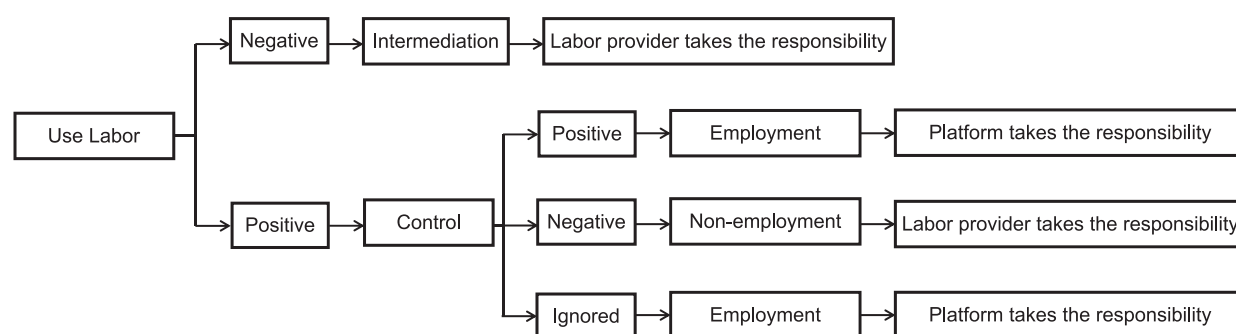 Negative
Intermediation
Labor provider takes the responsibility
Use Labor
Positive
Employment
Platform takes the responsibility
Positive
Control
Negative
Non-employment
Labor provider takes the responsibility
Ignored
Employment
Platform takes the responsibility